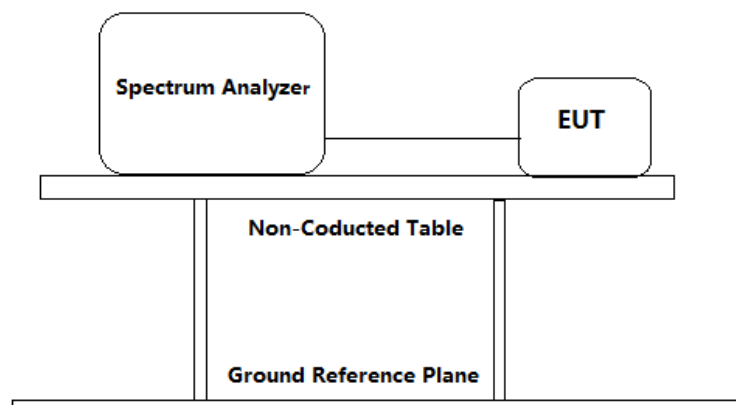 Spectrum Analyzer
EUT
Non-Coducted Table
Ground Reference Plane